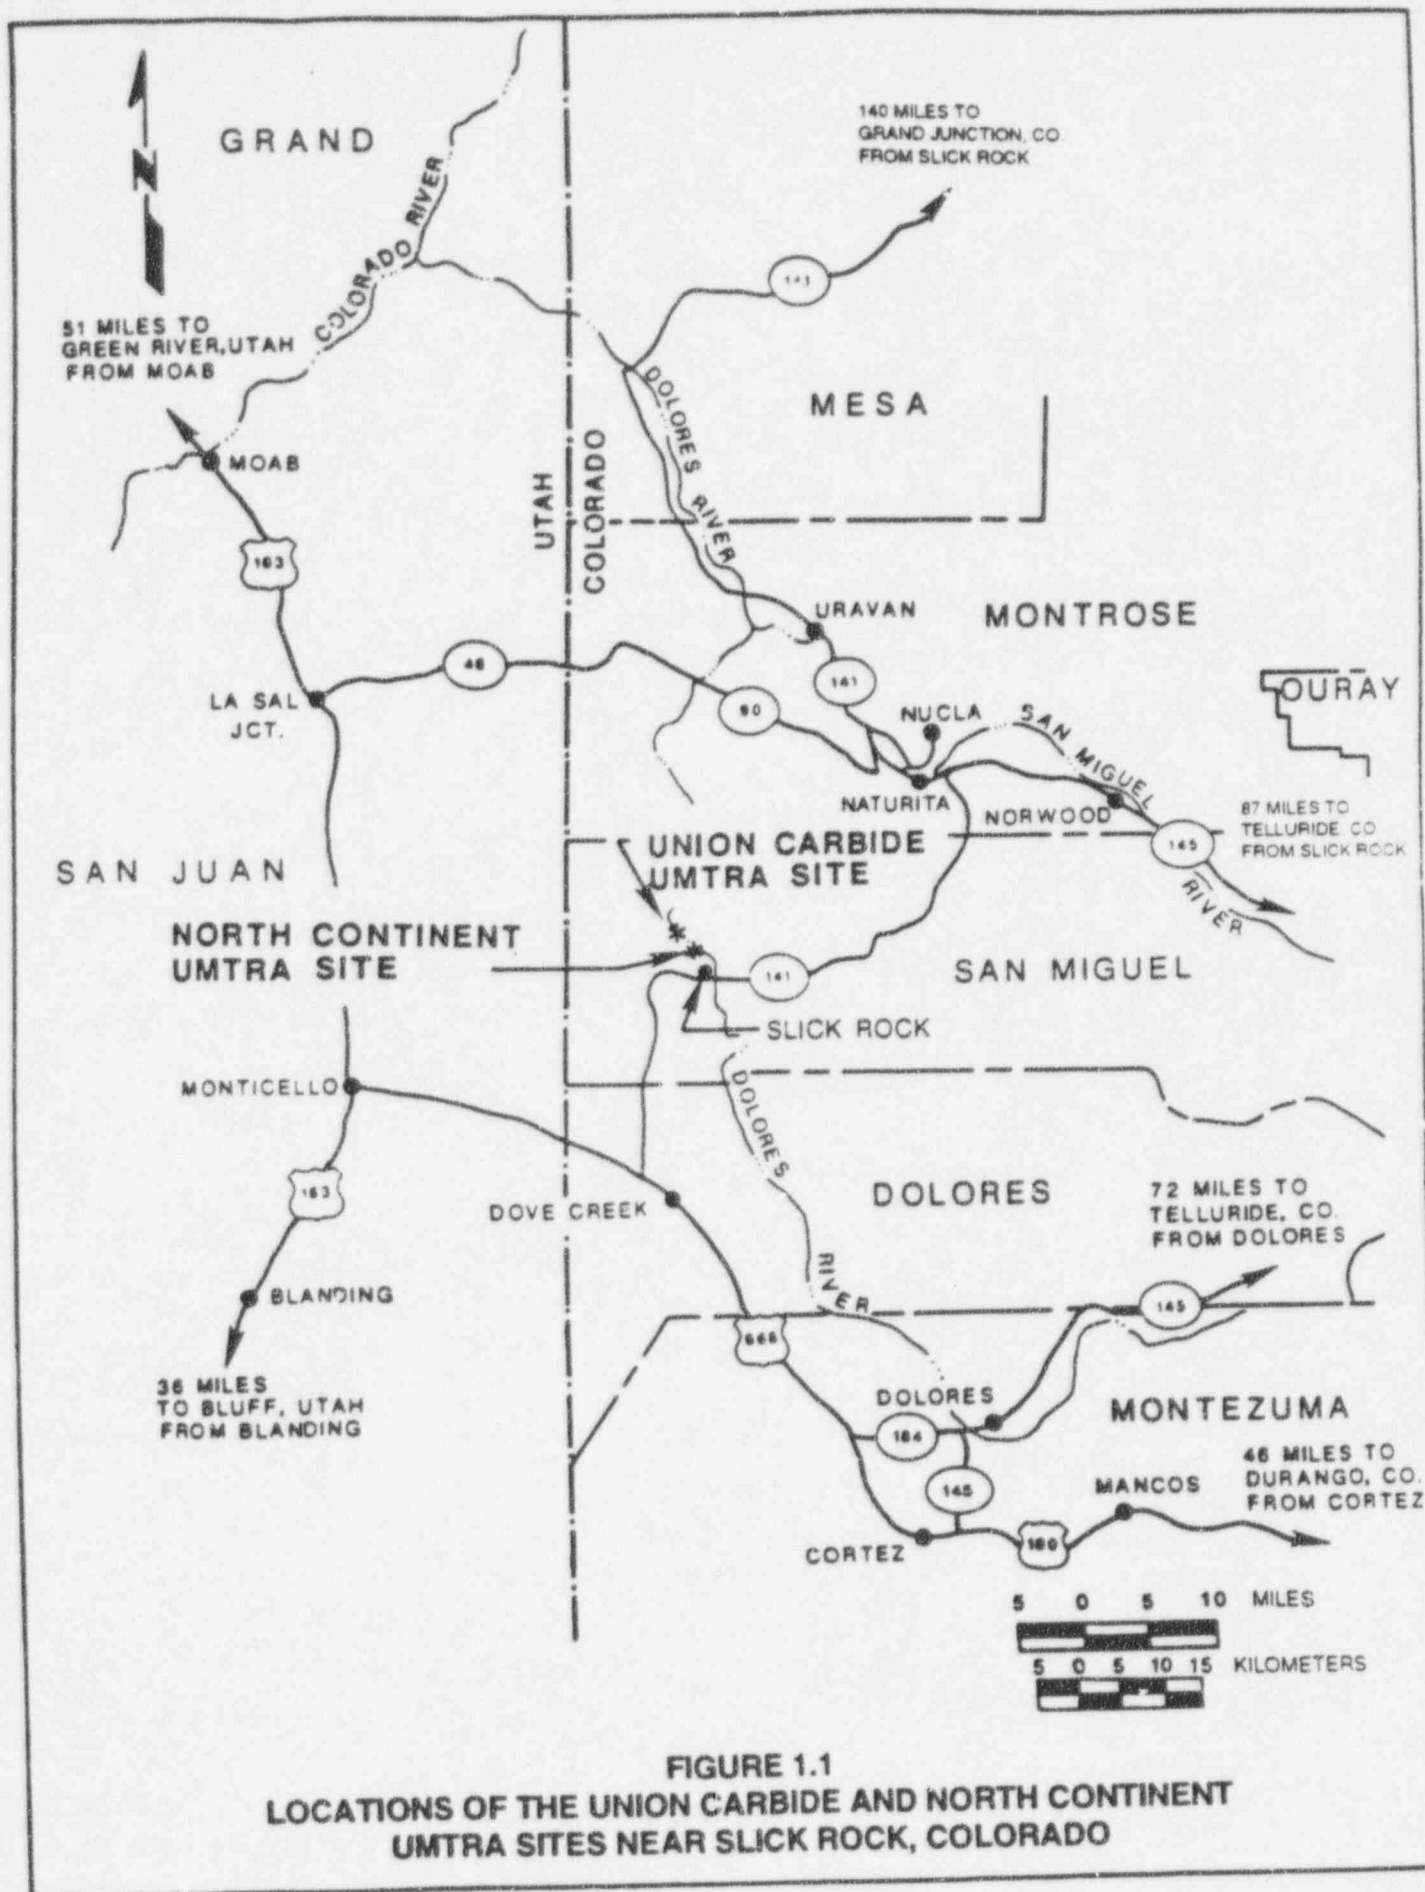 140 MILES TO
GRAND JUNCTION, CO.
FROM SLICK ROCK
GRAND
N
COLORADO RIVER
141
51 MILES TO
GREEN RIVER, UTAH
FROM MOAB
DOLORES RIVER
MESA
MOAB
UTAH
COLORADO
163
URAVAN
MONTROSE
46
141
OURAY
LA SAL
JCT.
90
NUCLA
SAN MIGUEL
NATURITA
NORWOOD
87 MILES TO
TELLURIDE CO
FROM SLICK ROCK
145
RIVER
UNION CARBIDE
UMTRA SITE
SAN JUAN
NORTH CONTINENT
UMTRA SITE
141
SAN MIGUEL
SLICK ROCK
MONTICELLO
DOLORES
RIVER
163
DOVE CREEK
DOLORES
72 MILES TO
TELLURIDE, CO.
FROM DOLORES
BLANDING
145
666
36 MILES
TO BLUFF, UTAH
FROM BLANDING
DOLORES
184
MONTEZUMA
145
MANCOS
46 MILES TO
DURANGO, CO.
FROM CORTEZ
CORTEZ
160
5 0 5 10 MILES
5 0 5 10 15 KILOMETERS
FIGURE 1.1
LOCATIONS OF THE UNION CARBIDE AND NORTH CONTINENT
UMTRA SITES NEAR SLICK ROCK, COLORADO